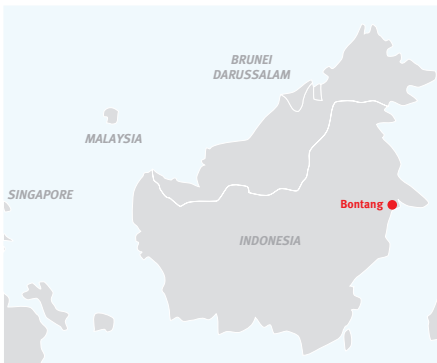 BRUNEI
DARUSSALAM
MALAYSIA
SINGAPORE
Bontang
INDONESIA